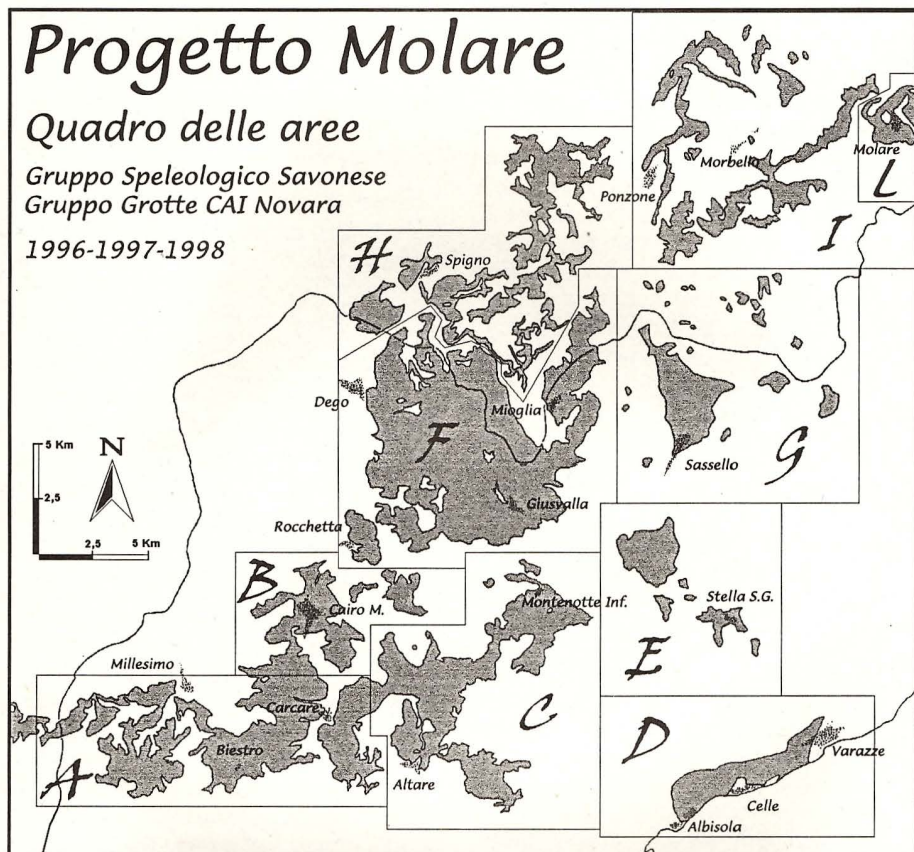 Progetto Molare
Quadro delle aree
Gruppo Speleologico Savonese
Gruppo Grotte CAI Novara
1996-1997-1998
Molare
Morbello
Ponzone
L
I
H
Spigno
Dego
Mioglia
F
G
Sassello
Giusvalla
5 Km
N
2,5
2,5
5 Km
Rocchetta
B
Cairo M.
Montenotte Inf.
Stella S.G.
E
Millesimo
Carcare
C
D
A
Biestro
Altare
Varazze
Celle
Albisola